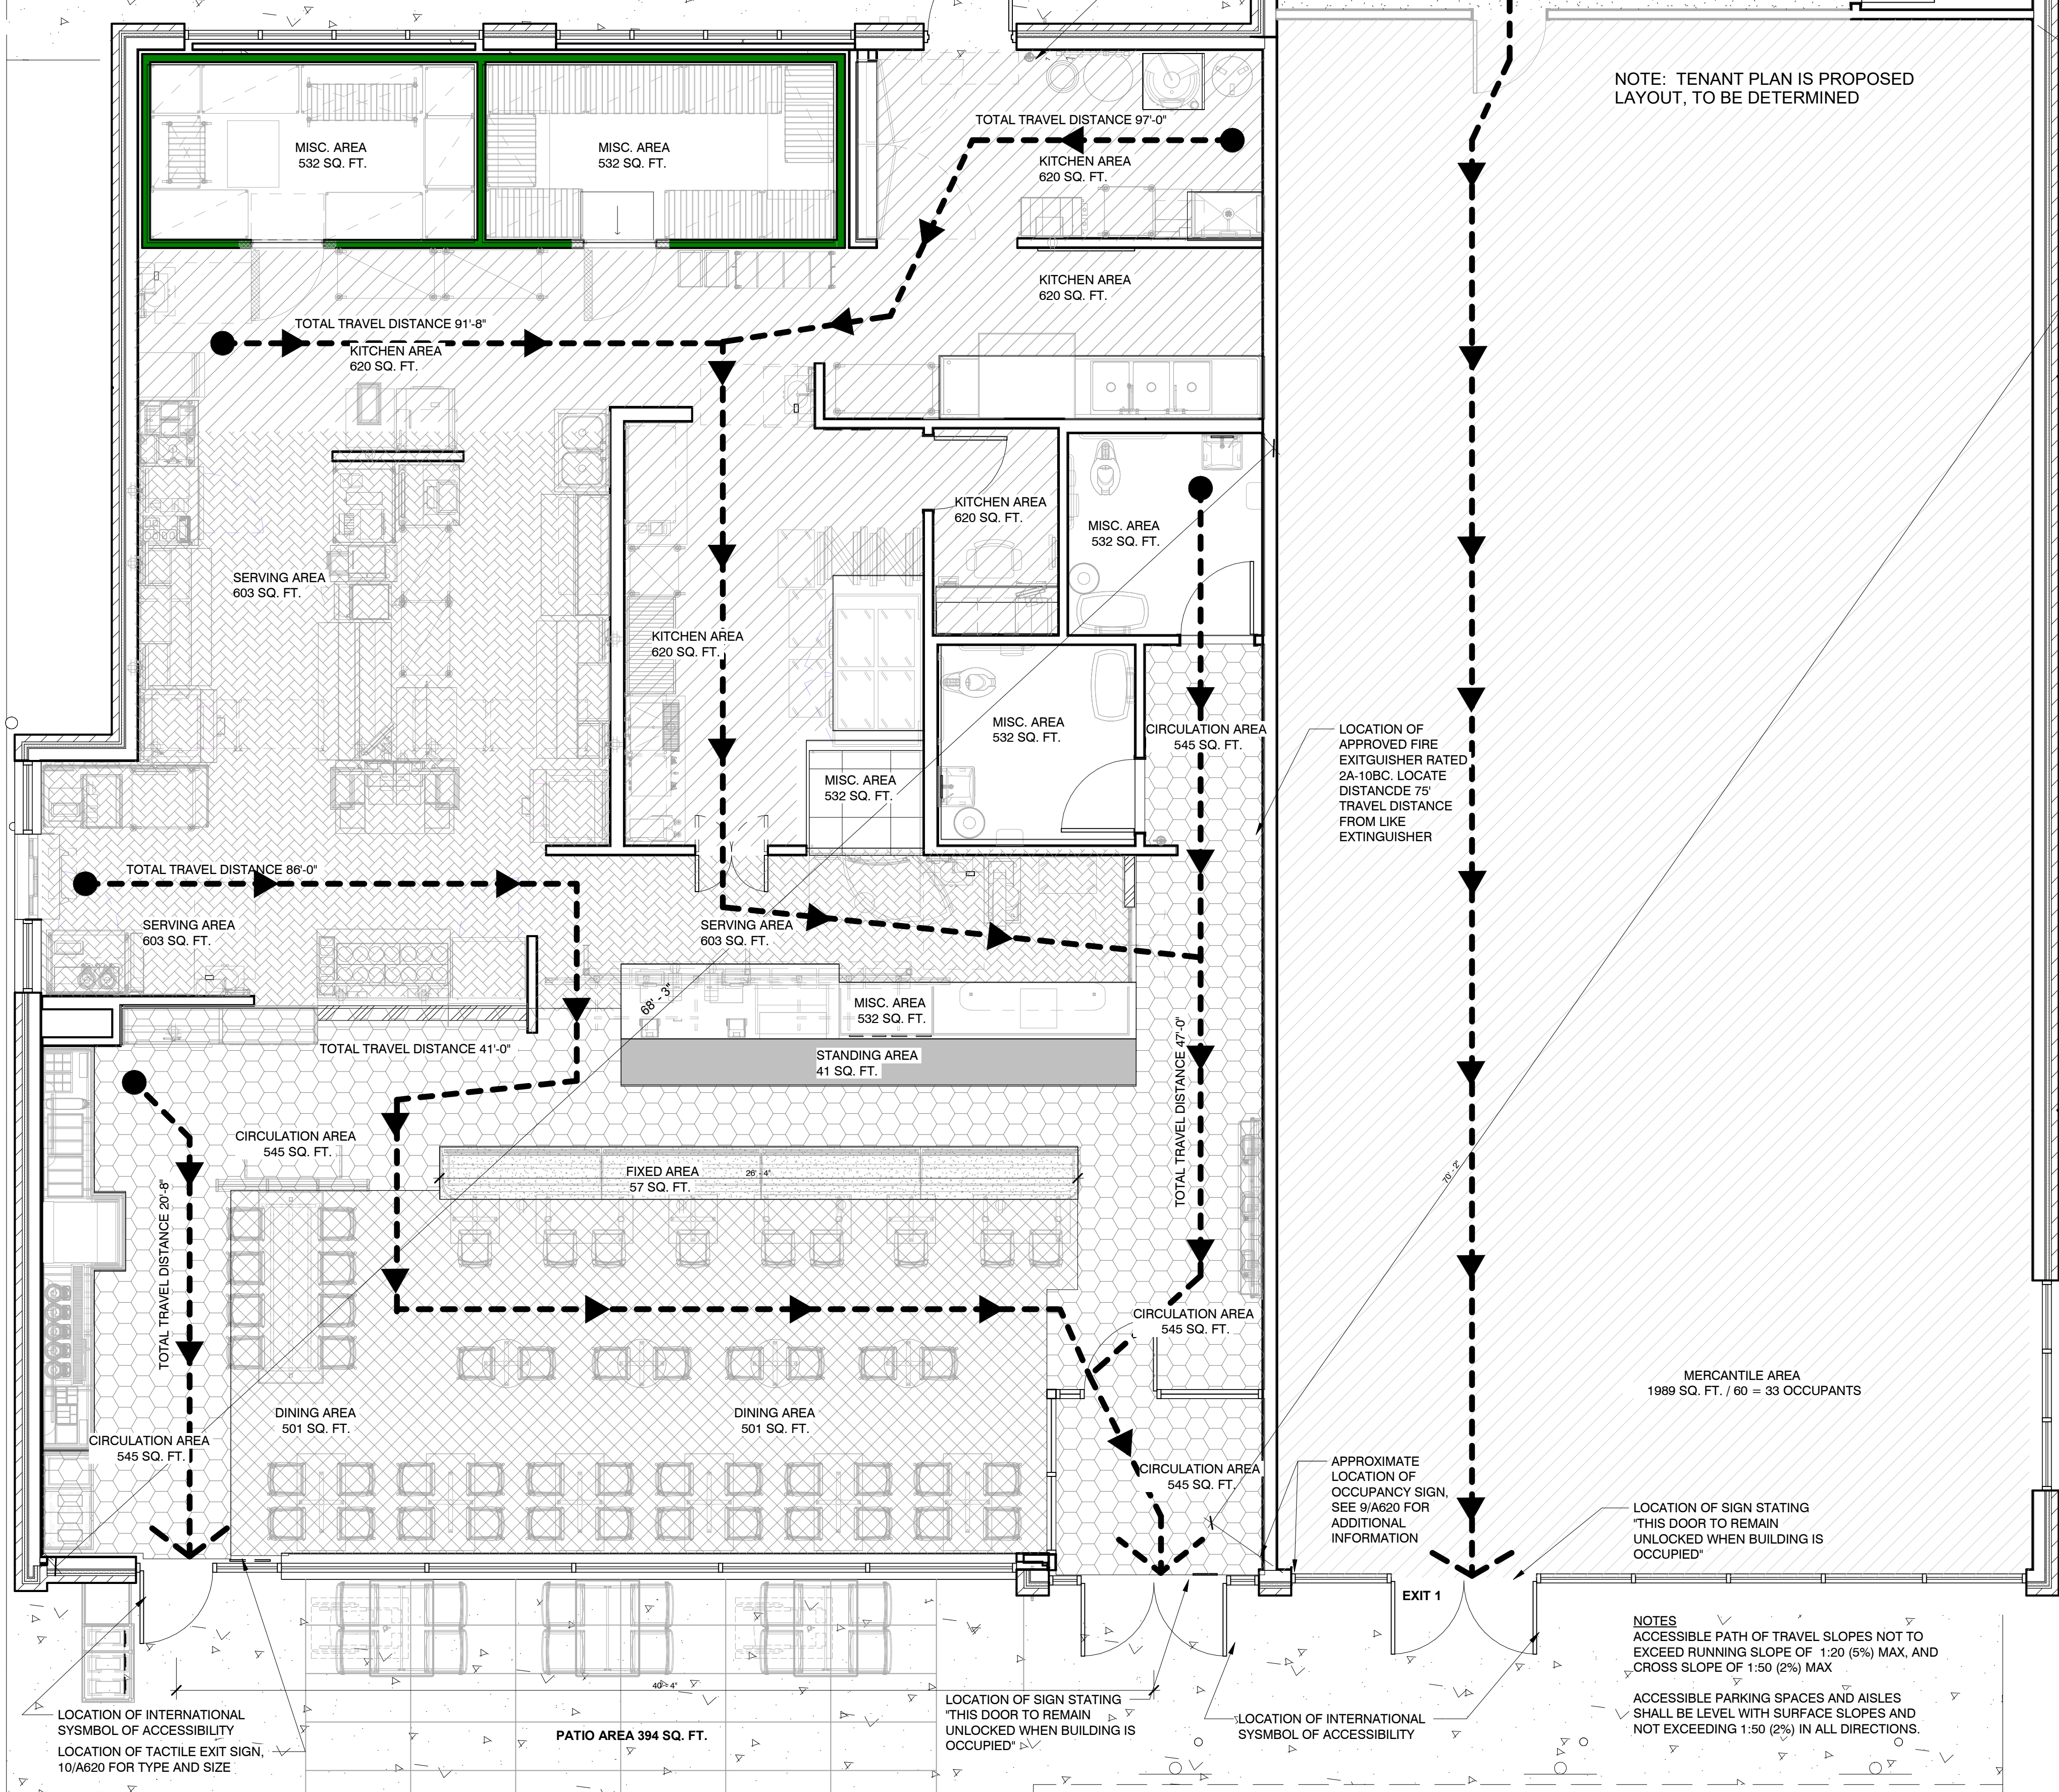 NOTE: TENANT PLAN IS PROPOSED
LAYOUT, TO BE DETERMINED
TOTAL TRAVEL DISTANCE 97'-0"
MISC. AREA
532 SQ. FT.
MISC. AREA
532 SQ. FT.
KITCHEN AREA
620 SQ. FT.
KITCHEN AREA
620 SQ. FT.
TOTAL TRAVEL DISTANCE 91'-8"
KITCHEN AREA
620 SQ. FT.
KITCHEN AREA
620 SQ. FT.
MISC. AREA
532 SQ. FT.
SERVING AREA
603 SQ. FT.
KITCHEN AREA
620 SQ. FT.
MISC. AREA
532 SQ. FT.
CIRCULATION AREA
545 SQ. FT.
LOCATION OF
APPROVED FIRE
EXITGUISHER RATED
2A-10BC. LOCATE
DISTANCDE 75'
TRAVEL DISTANCE
FROM LIKE
EXTINGUISHER
MISC. AREA
532 SQ. FT.
TOTAL TRAVEL DISTANCE 86'-0"
SERVING AREA
603 SQ. FT.
SERVING AREA
603 SQ. FT.
68' - 3"
MISC. AREA
532 SQ. FT.
TOTAL TRAVEL DISTANCE 41'-0"
STANDING AREA
41 SQ. FT.
TOTAL TRAVEL DISTANCE 47'-0"
CIRCULATION AREA
545 SQ. FT.
FIXED AREA
57 SQ. FT.
26' - 4"
70' - 2"
TOTAL TRAVEL DISTANCE 20'-8"
CIRCULATION AREA
545 SQ. FT.
MERCANTILE AREA
1989 SQ. FT. / 60 = 33 OCCUPANTS
DINING AREA
501 SQ. FT.
DINING AREA
501 SQ. FT.
CIRCULATION AREA
545 SQ. FT.
CIRCULATION AREA
545 SQ. FT.
APPROXIMATE
LOCATION OF
OCCUPANCY SIGN,
SEE 9/A620 FOR
ADDITIONAL
INFORMATION
LOCATION OF SIGN STATING
"THIS DOOR TO REMAIN
UNLOCKED WHEN BUILDING IS
OCCUPIED"
EXIT 1
NOTES
ACCESSIBLE PATH OF TRAVEL SLOPES NOT TO
EXCEED RUNNING SLOPE OF 1:20 (5%) MAX, AND
CROSS SLOPE OF 1:50 (2%) MAX
ACCESSIBLE PARKING SPACES AND AISLES
SHALL BE LEVEL WITH SURFACE SLOPES AND
NOT EXCEEDING 1:50 (2%) IN ALL DIRECTIONS.
40' - 4"
LOCATION OF INTERNATIONAL
SYSMBOL OF ACCESSIBILITY
LOCATION OF TACTILE EXIT SIGN,
10/A620 FOR TYPE AND SIZE
PATIO AREA 394 SQ. FT.
LOCATION OF SIGN STATING
"THIS DOOR TO REMAIN
UNLOCKED WHEN BUILDING IS
OCCUPIED"
LOCATION OF INTERNATIONAL
SYSMBOL OF ACCESSIBILITY